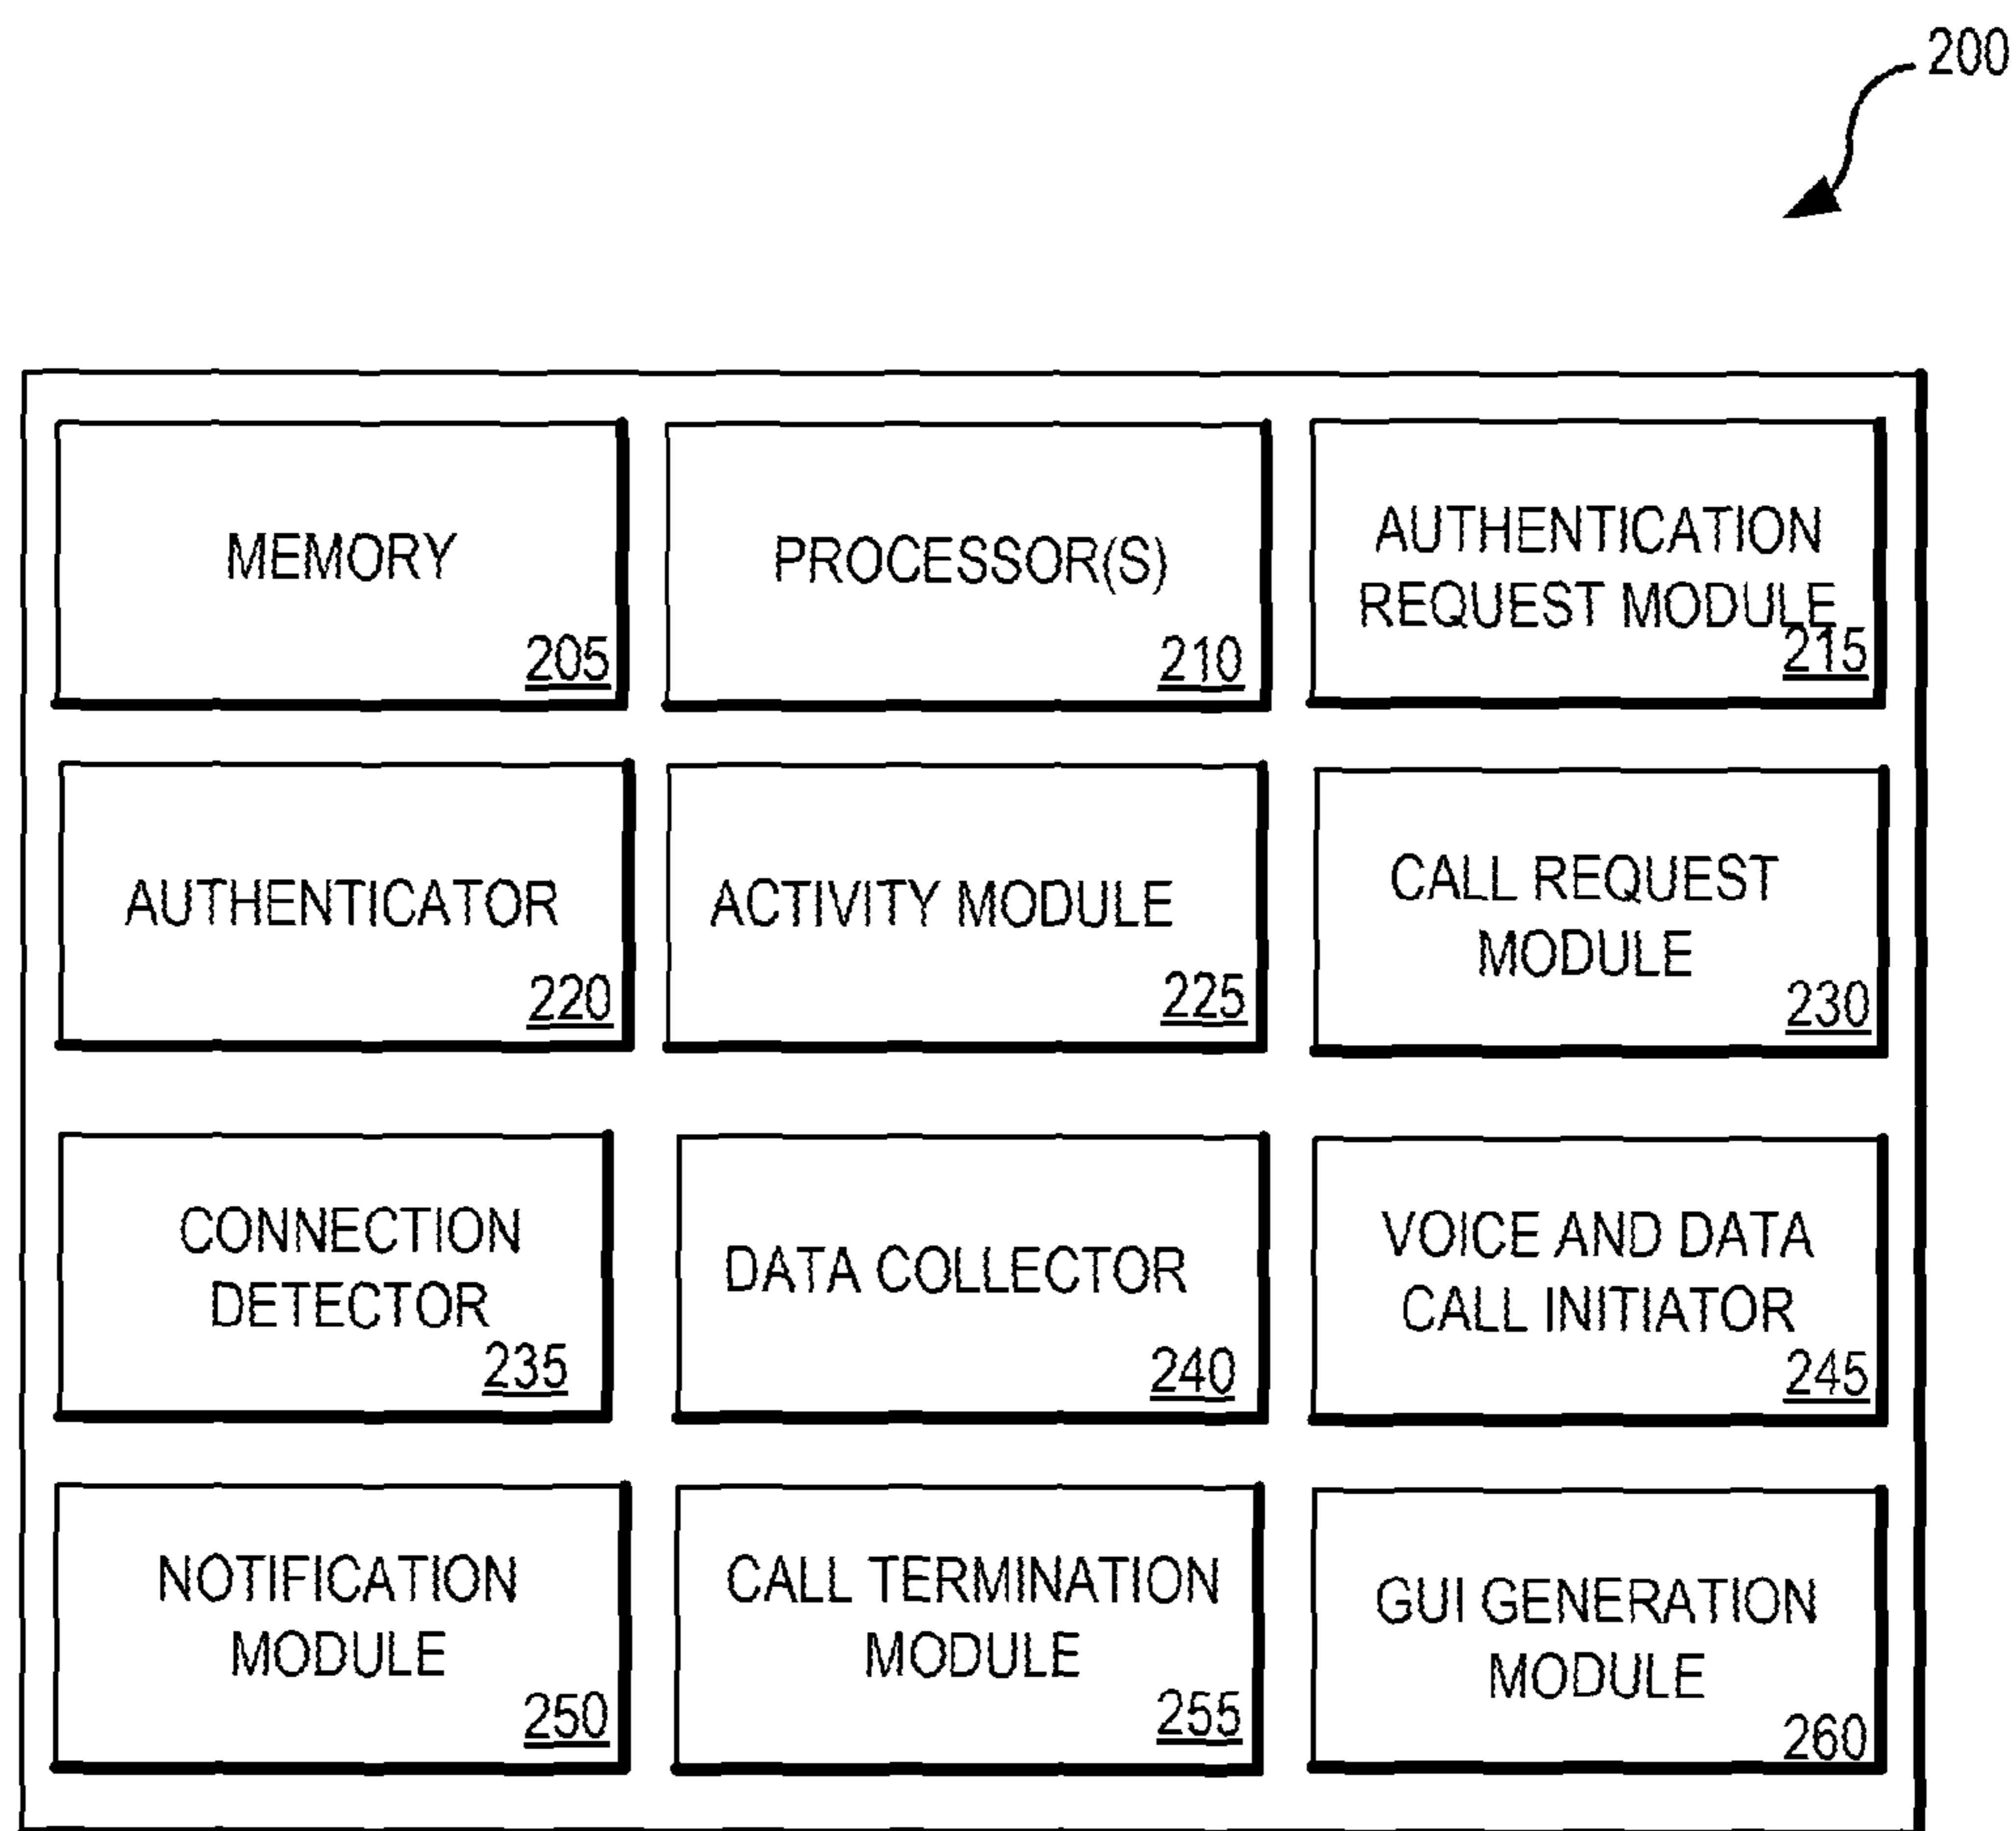 200
MEMORY
205
PROCESSOR(S)
210
AUTHENTICATION
REQUEST MODULE
215
AUTHENTICATOR
220
ACTIVITY MODULE
225
CALL REQUEST
MODULE
230
CONNECTION
DETECTOR
235
DATA COLLECTOR
240
VOICE AND DATA
CALL INITIATOR
245
NOTIFICATION
MODULE
250
CALL TERMINATION
MODULE
255
GUI GENERATION
MODULE
260